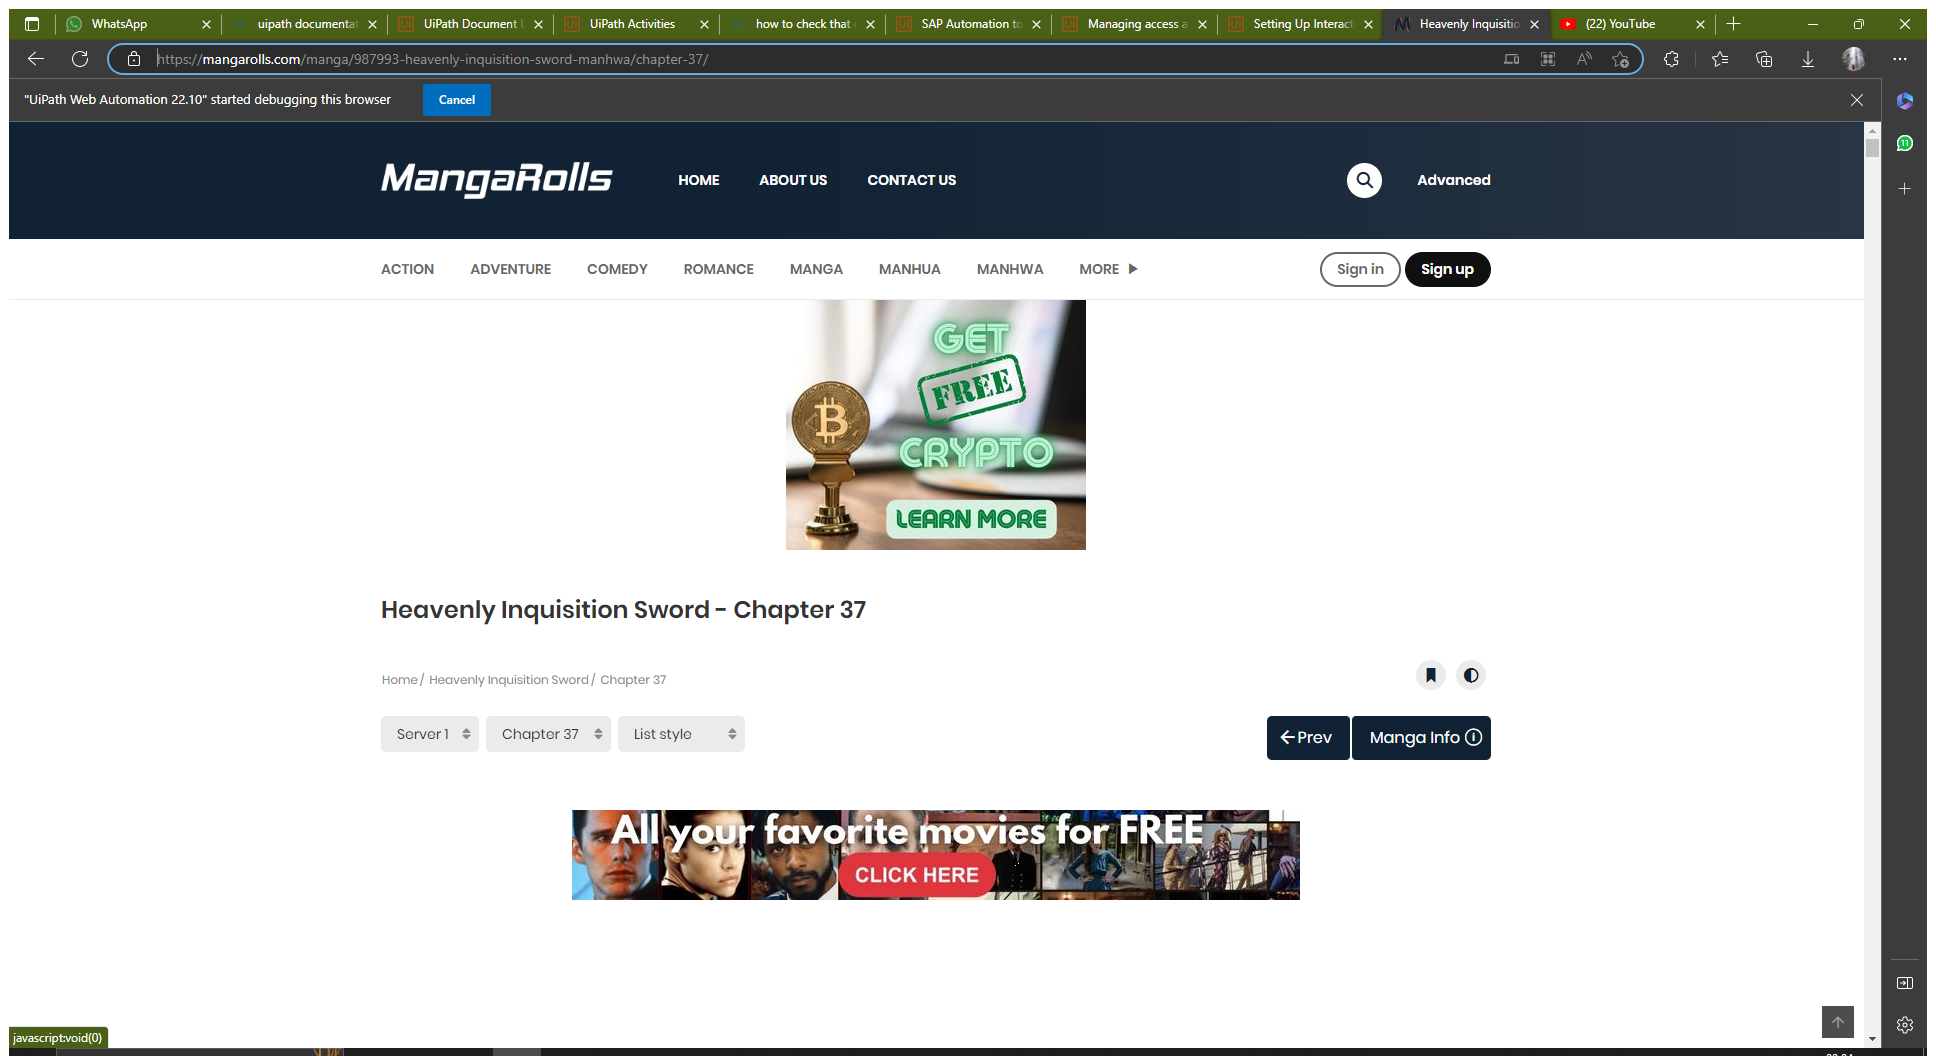 WhatsApp
uipath documentat
UiPath Document U
UiPath Activities
how to check that u
SAP Automation to
Managing access a
Setting Up Interact
Heavenly Inquisitio
(22) YouTube
https://mangarolls.com/manga/987993-heavenly-inquisition-sword-manhwa/chapter-37/
"UiPath Web Automation 22.10" started debugging this browser
Cancel
MangaRolls
HOME
ABOUT US
CONTACT US
Advanced
ACTION
ADVENTURE
COMEDY
ROMANCE
MANGA
MANHUA
MANHWA
MORE
Sign in
Sign up
GET
FREE
CRYPTO
LEARN MORE
Heavenly Inquisition Sword - Chapter 37
Home / Heavenly Inquisition Sword / Chapter 37
Server 1
Chapter 37
List style
Prev
Manga Info
All your favorite movies for FREE
CLICK HERE
javascript:void(0)